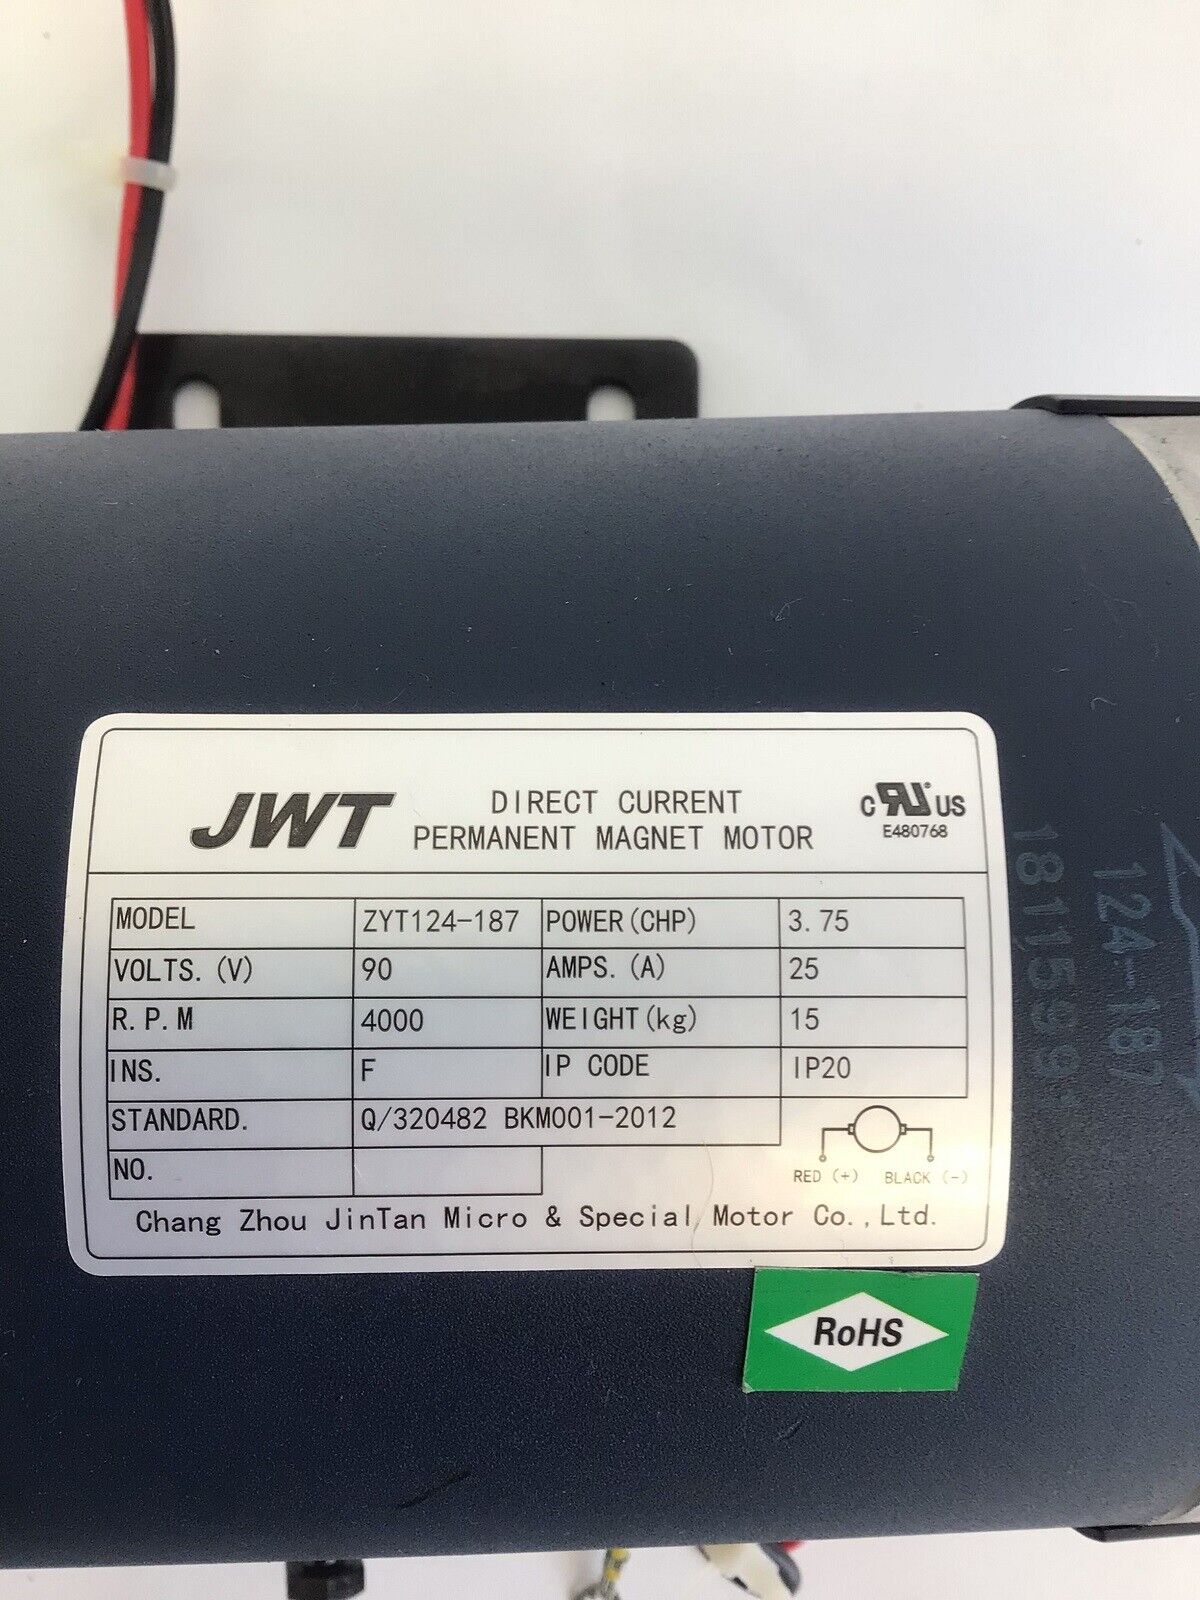 JWT
DIRECT CURRENT
PERMANENT MAGNET MOTOR
c RU US
E480768
MODEL ZYT124-187 POWER(CHP) 3.75
VOLTS.(V) 90 AMPS.(A) 25
R.P.M 4000 WEIGHT(kg) 15
INS. F IP CODE IP20
STANDARD. Q/320482 BKM001-2012
NO.
RED (+) BLACK (-)
Chang Zhou JinTan Micro & Special Motor Co.,Ltd.
RoHS
124-187